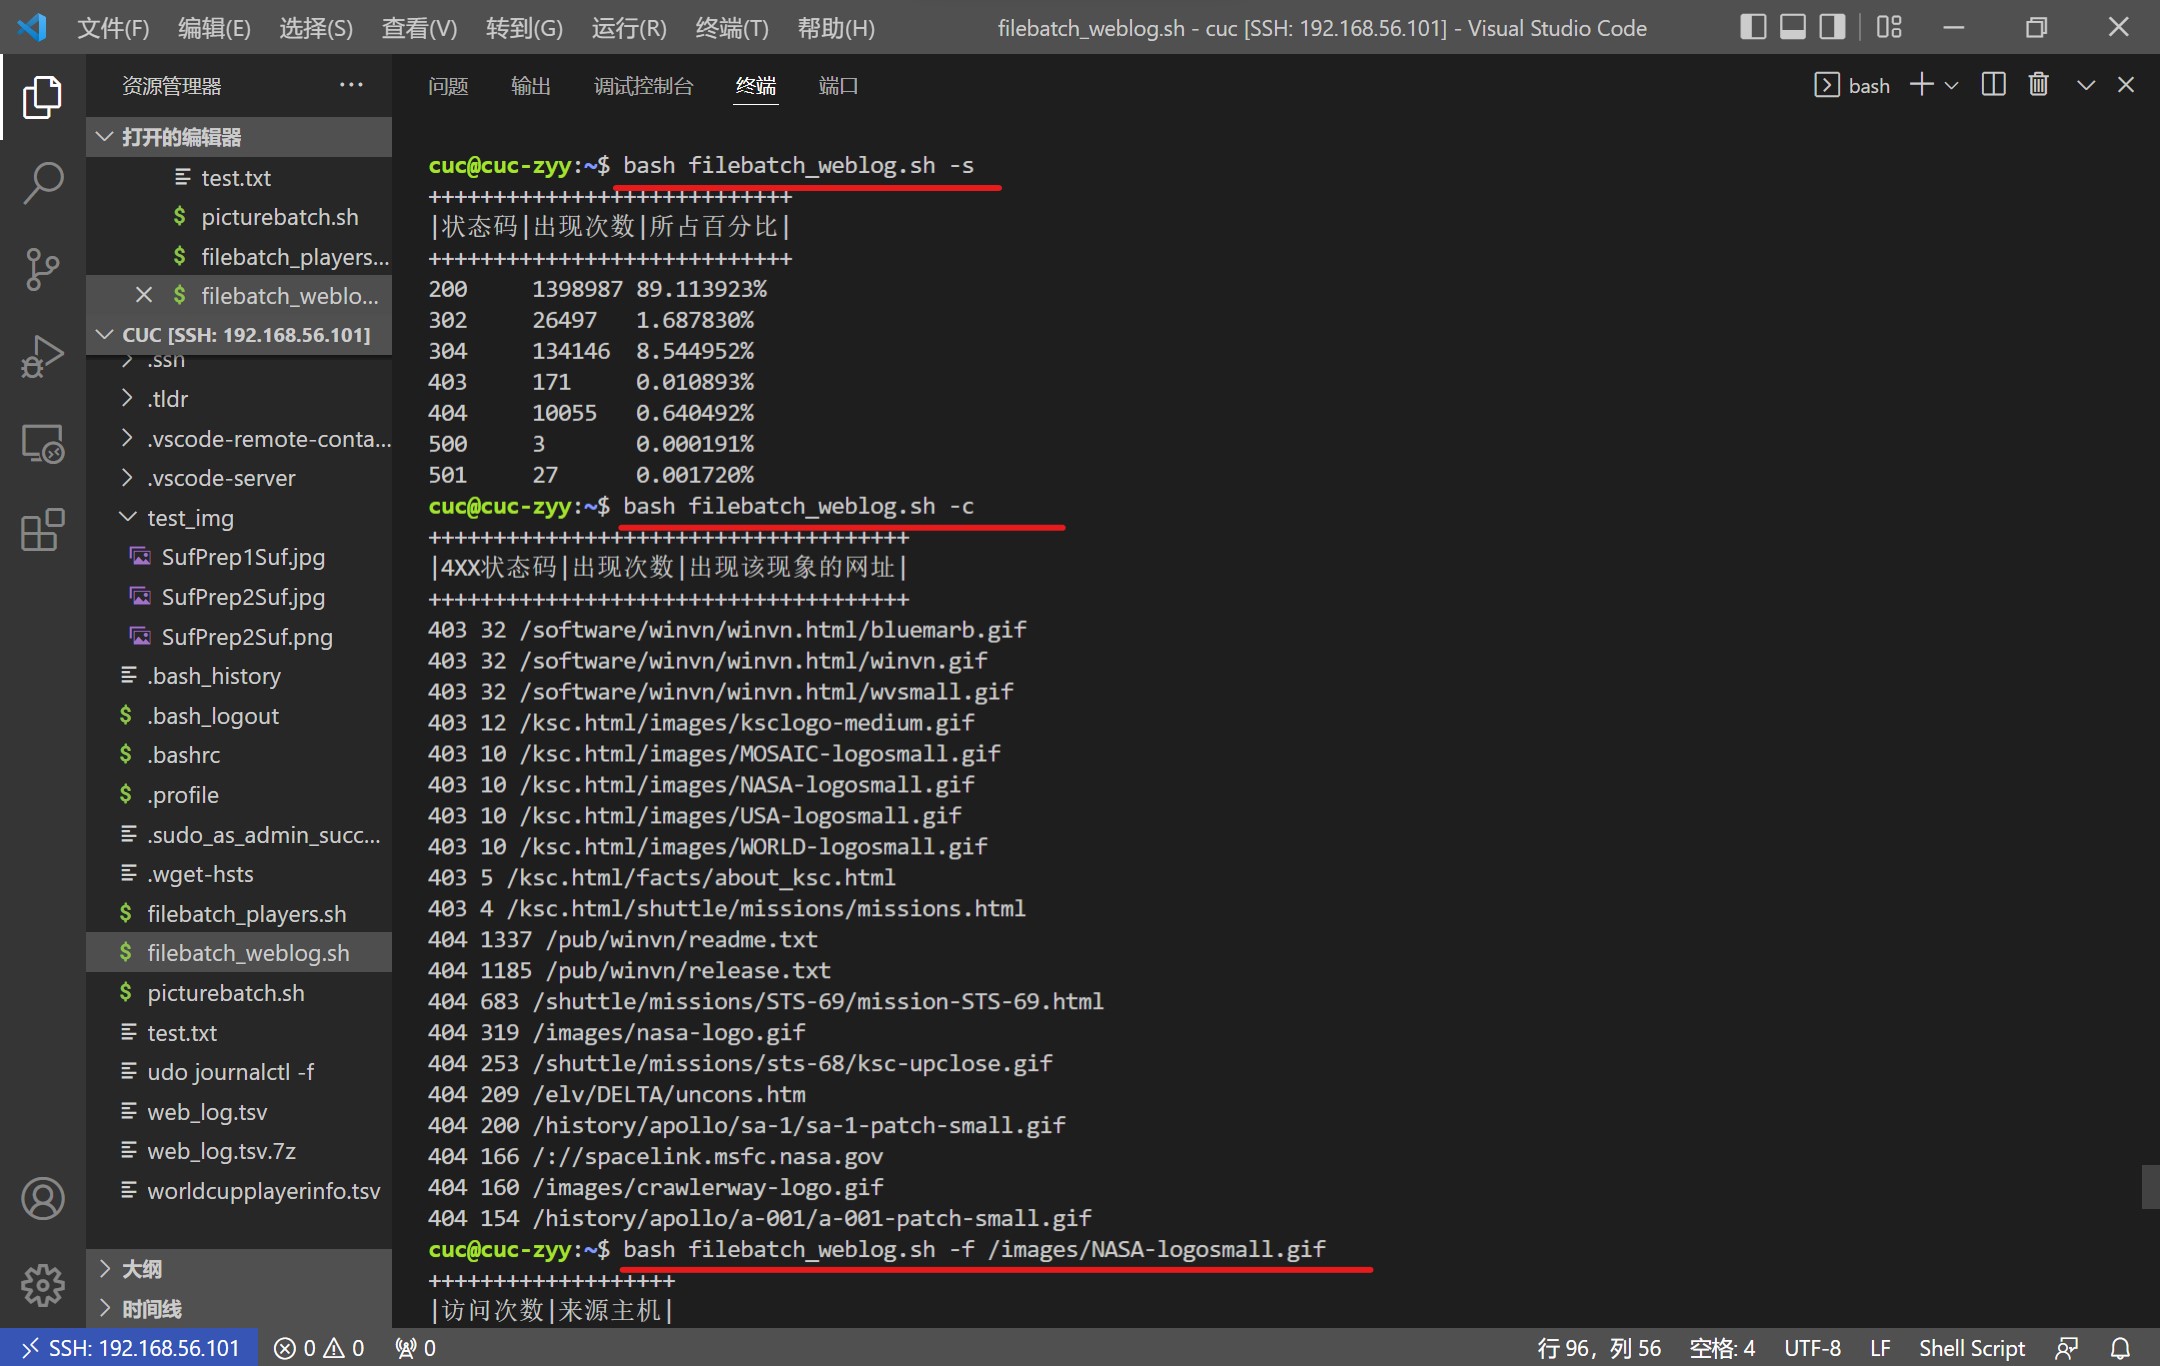 文件(F) 编辑(E) 选择(S) 查看(V) 转到(G) 运行(R) 终端(T) 帮助(H) filebatch_weblog.sh - cuc [SSH: 192.168.56.101] - Visual Studio Code
资源管理器
打开的编辑器
test.txt
$ picturebatch.sh
$ filebatch_players...
$ filebatch_weblo...
CUC [SSH: 192.168.56.101]
.ssh
.tldr
.vscode-remote-conta...
.vscode-server
test_img
SufPrep1Suf.jpg
SufPrep2Suf.jpg
SufPrep2Suf.png
.bash_history
$ .bash_logout
$ .bashrc
$ .profile
.sudo_as_admin_succ...
.wget-hsts
$ filebatch_players.sh
$ filebatch_weblog.sh
$ picturebatch.sh
test.txt
udo journalctl -f
web_log.tsv
web_log.tsv.7z
worldcupplayerinfo.tsv
大纲
时间线
问题 输出 调试控制台 终端 端口 bash
cuc@cuc-zyy:~$ bash filebatch_weblog.sh -s
++++++++++++++++++++++++++++
|状态码|出现次数|所占百分比|
++++++++++++++++++++++++++++
200 1398987 89.113923%
302 26497 1.687830%
304 134146 8.544952%
403 171 0.010893%
404 10055 0.640492%
500 3 0.000191%
501 27 0.001720%
cuc@cuc-zyy:~$ bash filebatch_weblog.sh -c
+++++++++++++++++++++++++++++++++++++
|4XX状态码|出现次数|出现该现象的网址|
+++++++++++++++++++++++++++++++++++++
403 32 /software/winvn/winvn.html/bluemarb.gif
403 32 /software/winvn/winvn.html/winvn.gif
403 32 /software/winvn/winvn.html/wvsmall.gif
403 12 /ksc.html/images/ksclogo-medium.gif
403 10 /ksc.html/images/MOSAIC-logosmall.gif
403 10 /ksc.html/images/NASA-logosmall.gif
403 10 /ksc.html/images/USA-logosmall.gif
403 10 /ksc.html/images/WORLD-logosmall.gif
403 5 /ksc.html/facts/about_ksc.html
403 4 /ksc.html/shuttle/missions/missions.html
404 1337 /pub/winvn/readme.txt
404 1185 /pub/winvn/release.txt
404 683 /shuttle/missions/STS-69/mission-STS-69.html
404 319 /images/nasa-logo.gif
404 253 /shuttle/missions/sts-68/ksc-upclose.gif
404 209 /elv/DELTA/uncons.htm
404 200 /history/apollo/sa-1/sa-1-patch-small.gif
404 166 /://spacelink.msfc.nasa.gov
404 160 /images/crawlerway-logo.gif
404 154 /history/apollo/a-001/a-001-patch-small.gif
cuc@cuc-zyy:~$ bash filebatch_weblog.sh -f /images/NASA-logosmall.gif
+++++++++++++++++++
|访问次数|来源主机|
SSH: 192.168.56.101 0 0 0 行 96，列 56 空格: 4 UTF-8 LF Shell Script